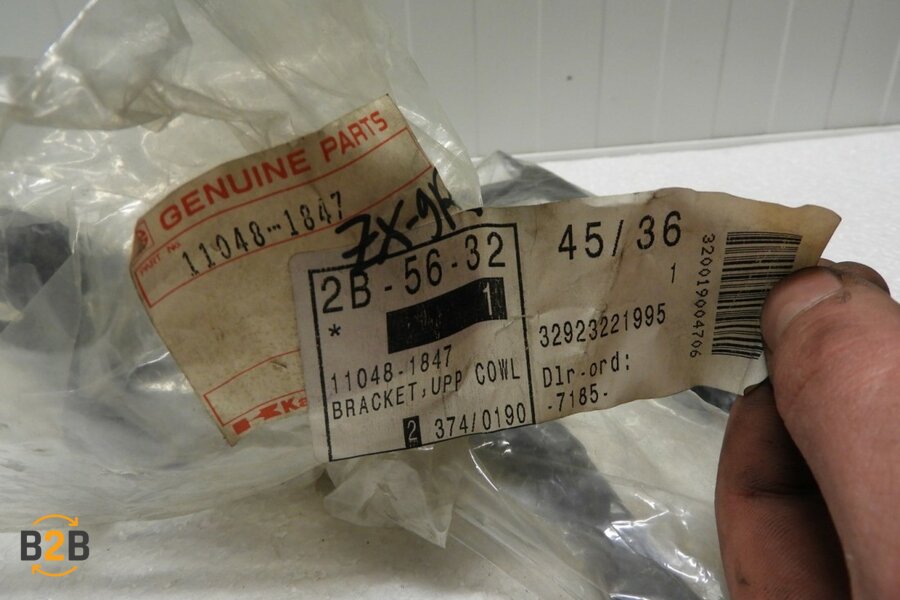 GENUINE PARTS
PART No.
11048-1847
ZX-9R
2B-56-32
1
*
11048-1847
BRACKET,UPP COWL
2 374/0190
45/36
1
32923221995
Dlr-ord:
-7185-
320019004706
B2B